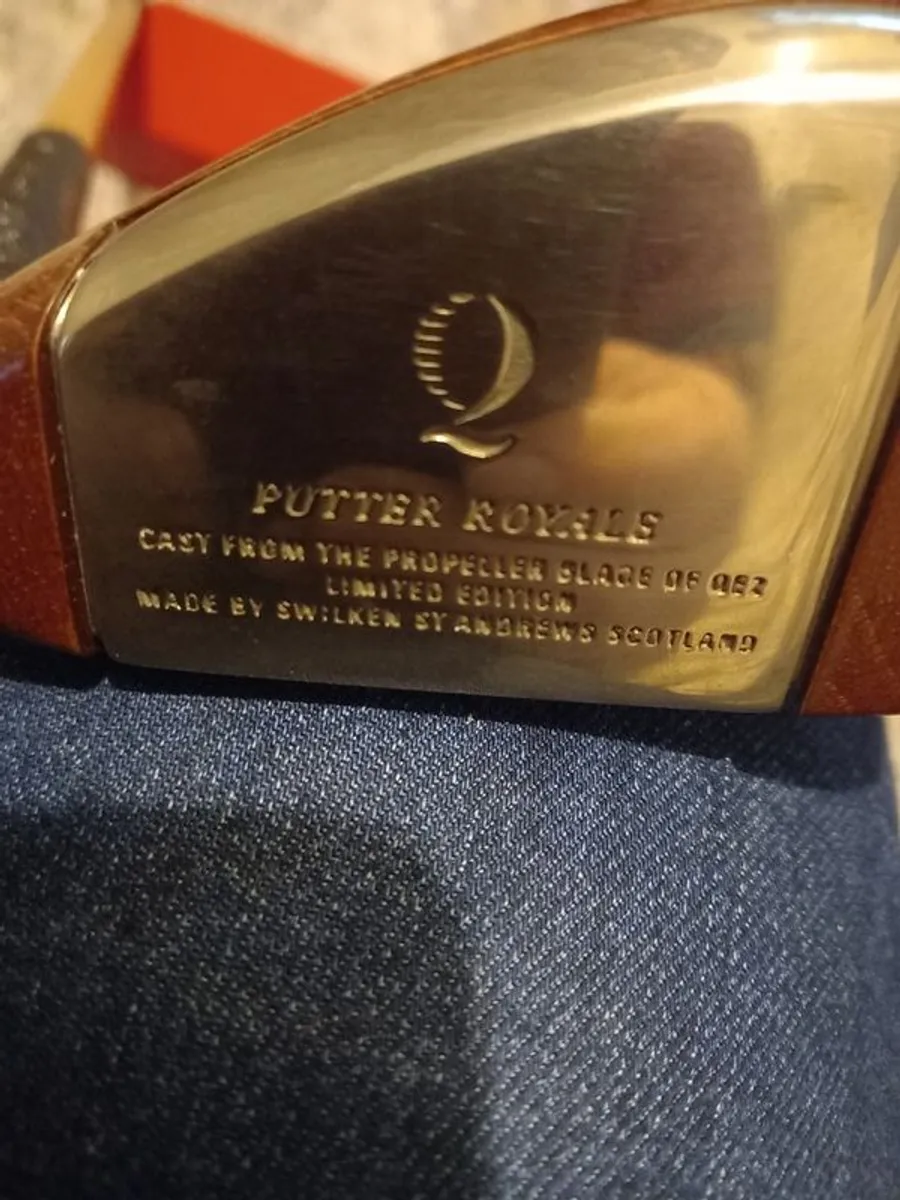 Q
PUTTER ROYALE
CAST FROM THE PROPELLER BLADE OF QE2
LIMITED EDITION
MADE BY SWILKEN ST ANDREWS SCOTLAND